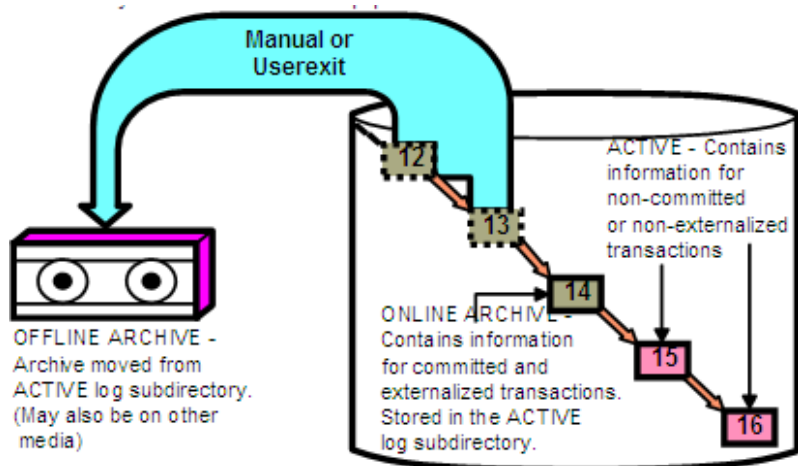 Manual or
Userexit
12
13
14
15
16
ACTIVE - Contains
information for
non-committed
or non-externalized
transactions
ONLINE ARCHIVE -
Contains information
for committed and
externalized transactions.
Stored in the ACTIVE
log subdirectory.
OFFLINE ARCHIVE -
Archive moved from
ACTIVE log subdirectory.
(May also be on other
media)